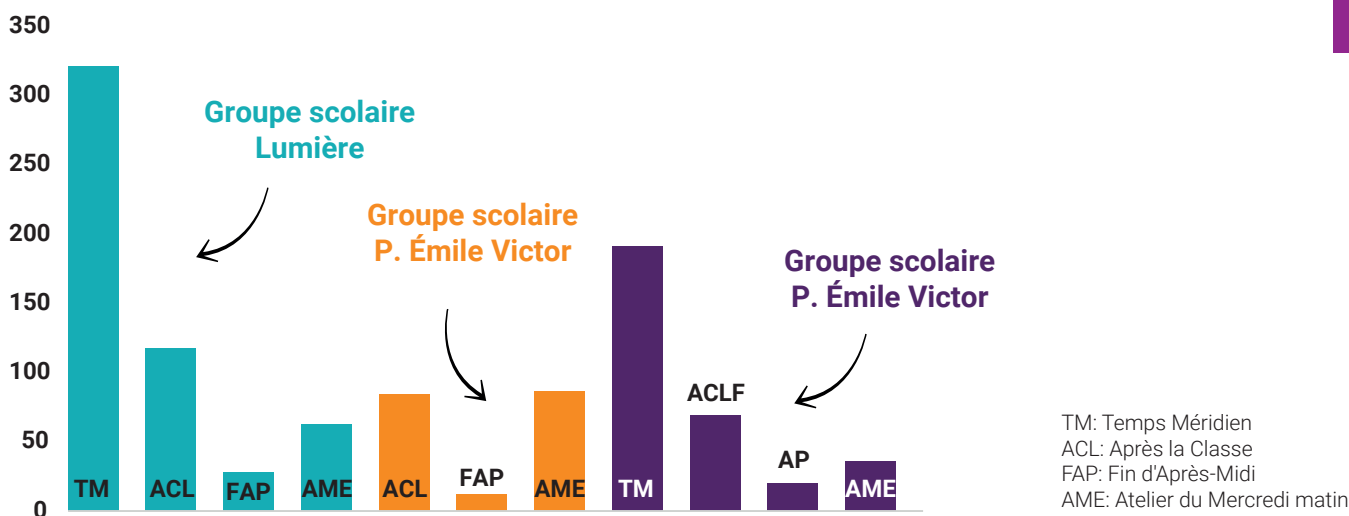 350
300
250
200
150
100
50
0
Groupe scolaire
Lumière
Groupe scolaire
P. Émile Victor
Groupe scolaire
P. Émile Victor
TM
ACL
FAP
AME
ACL
FAP
AME
TM
ACLF
AP
AME
TM: Temps Méridien
ACL: Après la Classe
FAP: Fin d'Après-Midi
AME: Atelier du Mercredi matin